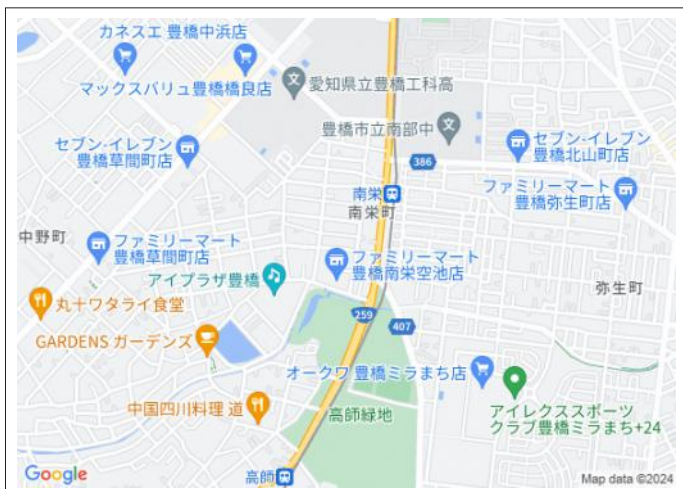 カネスエ 豊橋中浜店
マックスバリュ豊橋橋良店
愛知県立豊橋工科高
豊橋市立南部中
セブン-イレブン
豊橋草間町店
セブン-イレブン
豊橋北山町店
386
南栄
南栄町
ファミリーマート
豊橋弥生町店
中野町
ファミリーマート
豊橋草間町店
アイプラザ豊橋
ファミリーマート
豊橋南栄空池店
弥生町
丸十ワタライ食堂
259
407
GARDENS ガーデンズ
オークワ 豊橋ミラまち店
中国四川料理 道
高師緑地
アイレクススポーツ
クラブ豊橋ミラまち+24
Google
高師
Map data ©2024